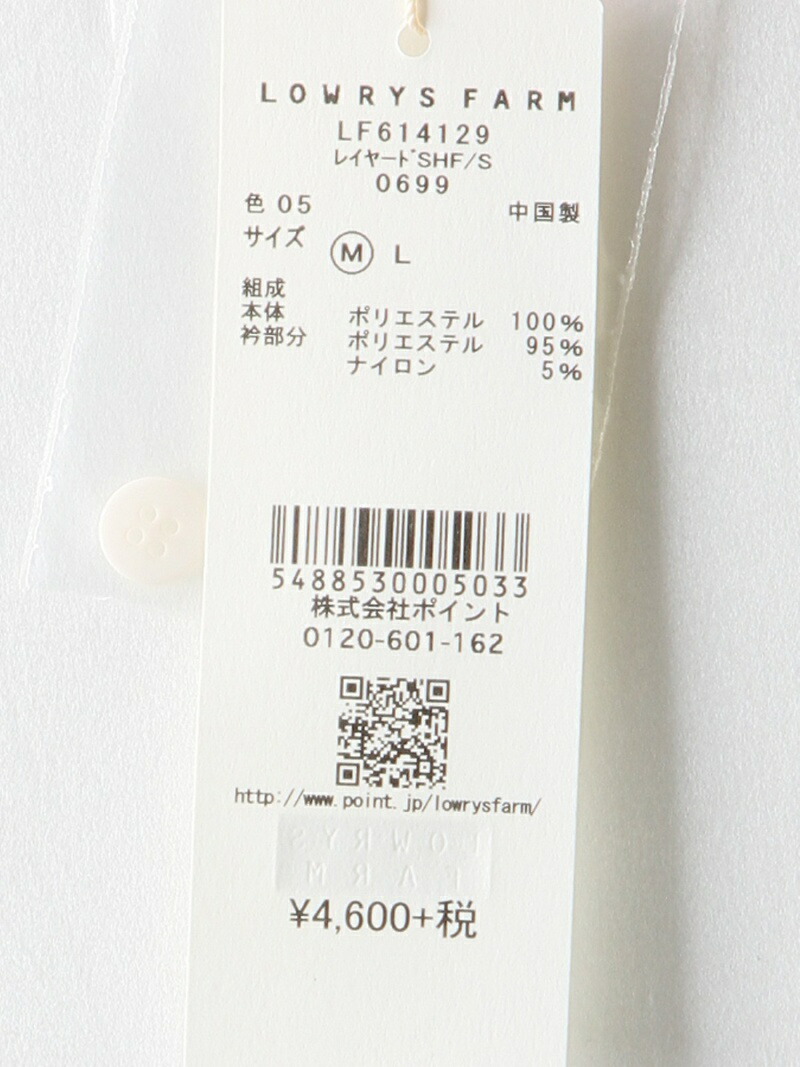 LOWRYS FARM
LF614129
レイヤードSHF/S
0699
色 05
中国製
サイズ
M L
組成
本体 ポリエステル 100%
衿部分 ポリエステル 95%
ナイロン 5%
5488530005033
株式会社ポイント
0120-601-162
http://www.point.jp/lowrysfarm/
LOWRYS
FARM
¥4,600+税